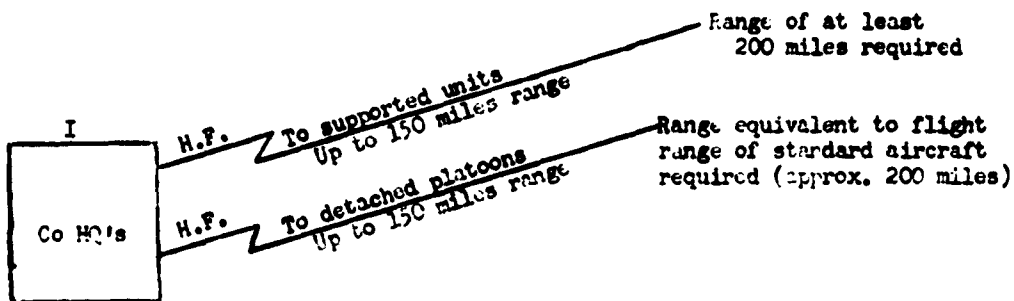 Range of at least
200 miles required
H.F.
To supported units
Up to 150 miles range
I
Range equivalent to flight
range of standard aircraft
required (approx. 200 miles)
H.F.
To detached platoons
Up to 150 miles range
Co HQ's